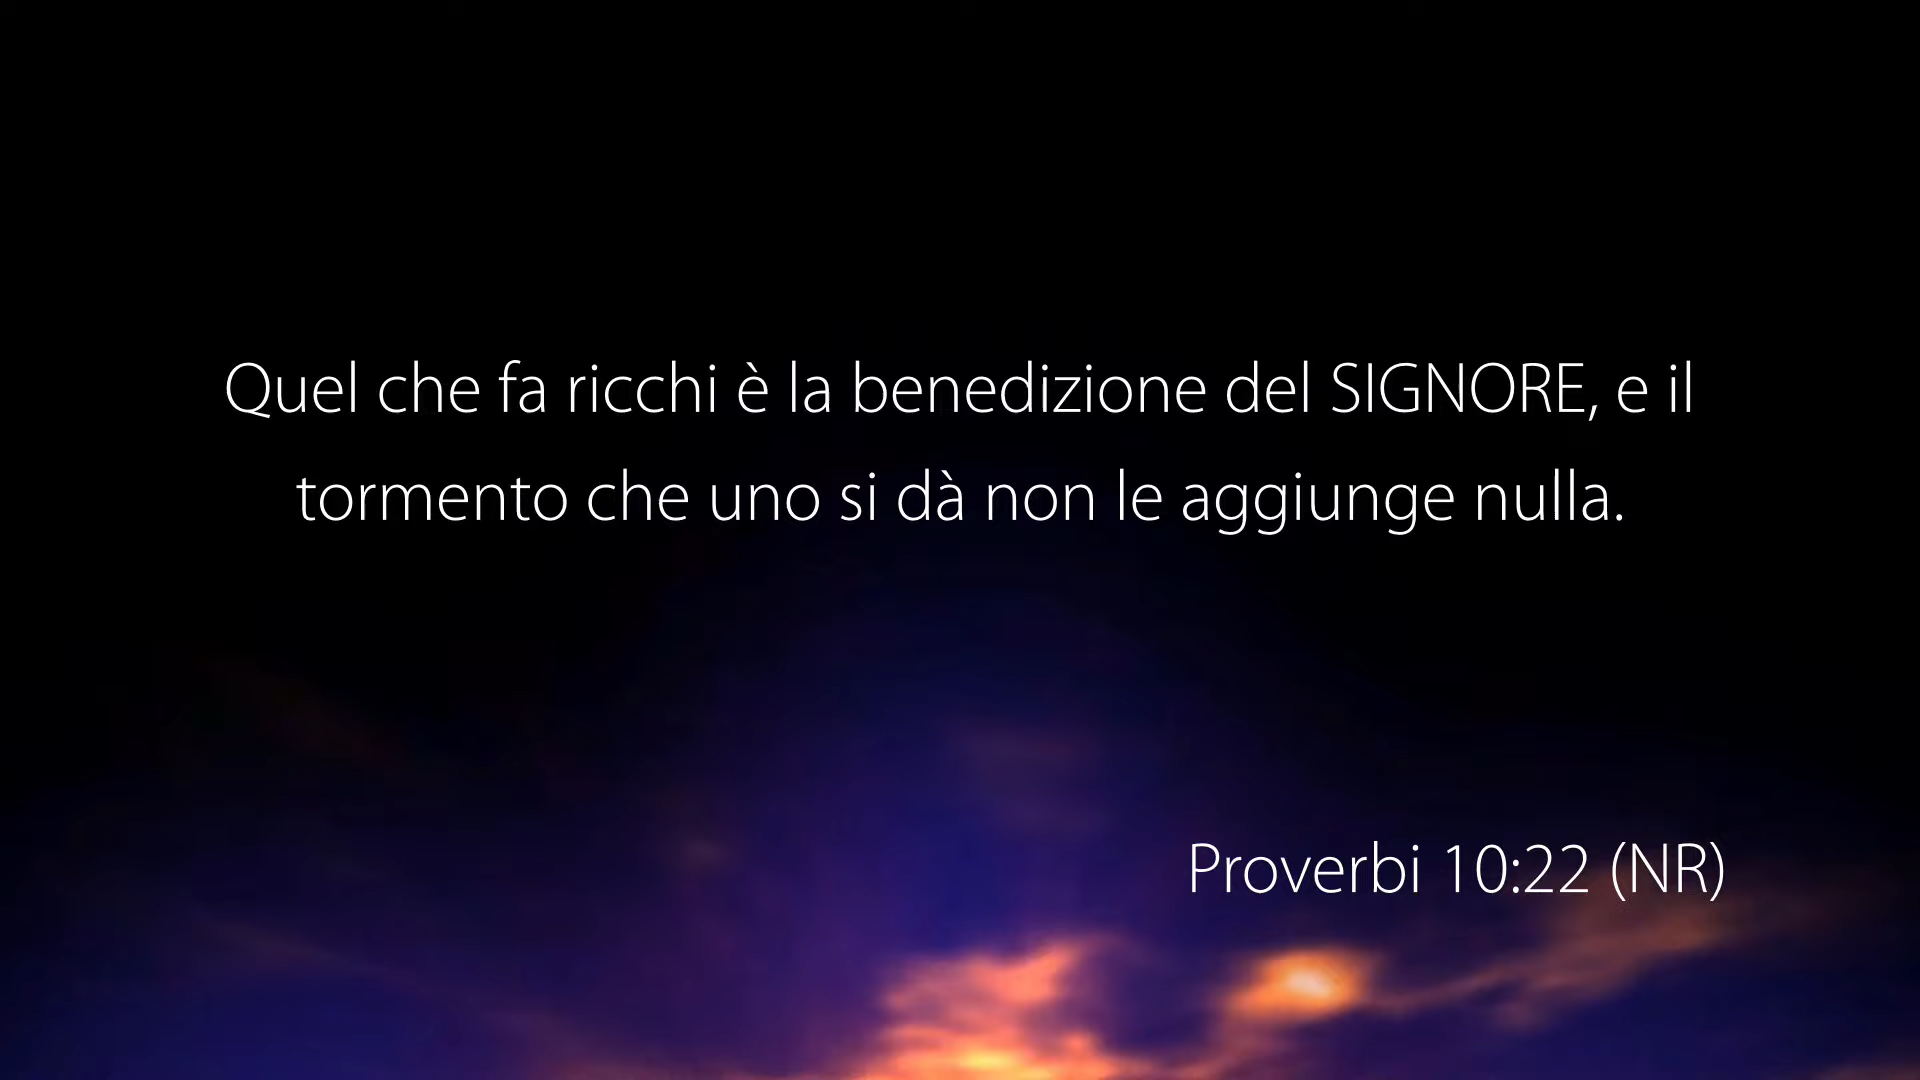 Quel che fa ricchi è la benedizione del SIGNORE, e il
tormento che uno si dà non le aggiunge nulla.
Proverbi 10:22 (NR)